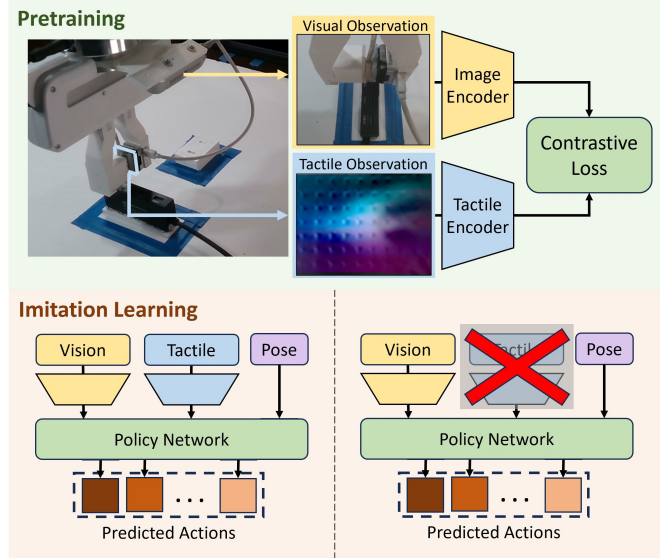 Pretraining
Visual Observation
Image
Encoder
Contrastive
Loss
Tactile Observation
Tactile
Encoder
Imitation Learning
Vision
Tactile
Pose
Policy Network
...
Predicted Actions
Vision
Tactile
Pose
Policy Network
...
Predicted Actions